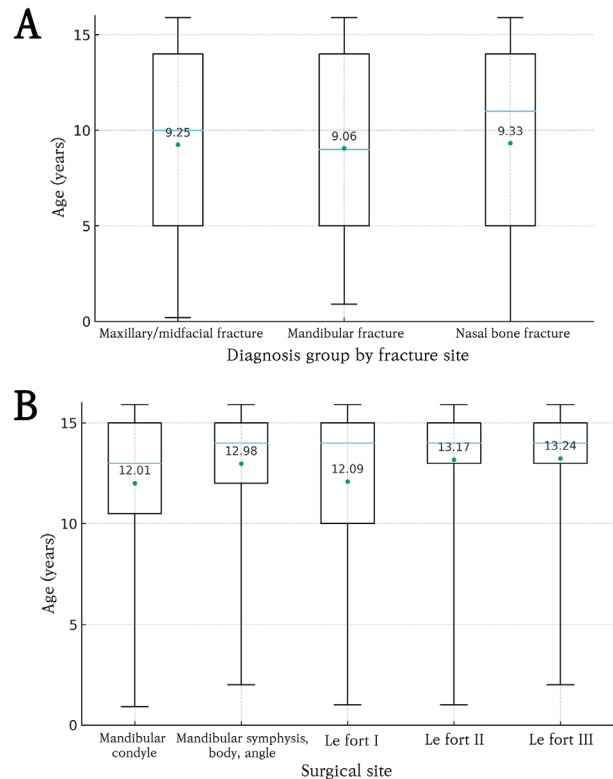 A
15
10
5
0
Age (years)
9.25
9.06
9.33
Maxillary/midfacial fracture
Mandibular fracture
Nasal bone fracture
Diagnosis group by fracture site
B
15
10
5
0
Age (years)
12.01
12.98
12.09
13.17
13.24
Mandibular
condyle
Mandibular symphysis,
body, angle
Le fort I
Le fort II
Le fort III
Surgical site